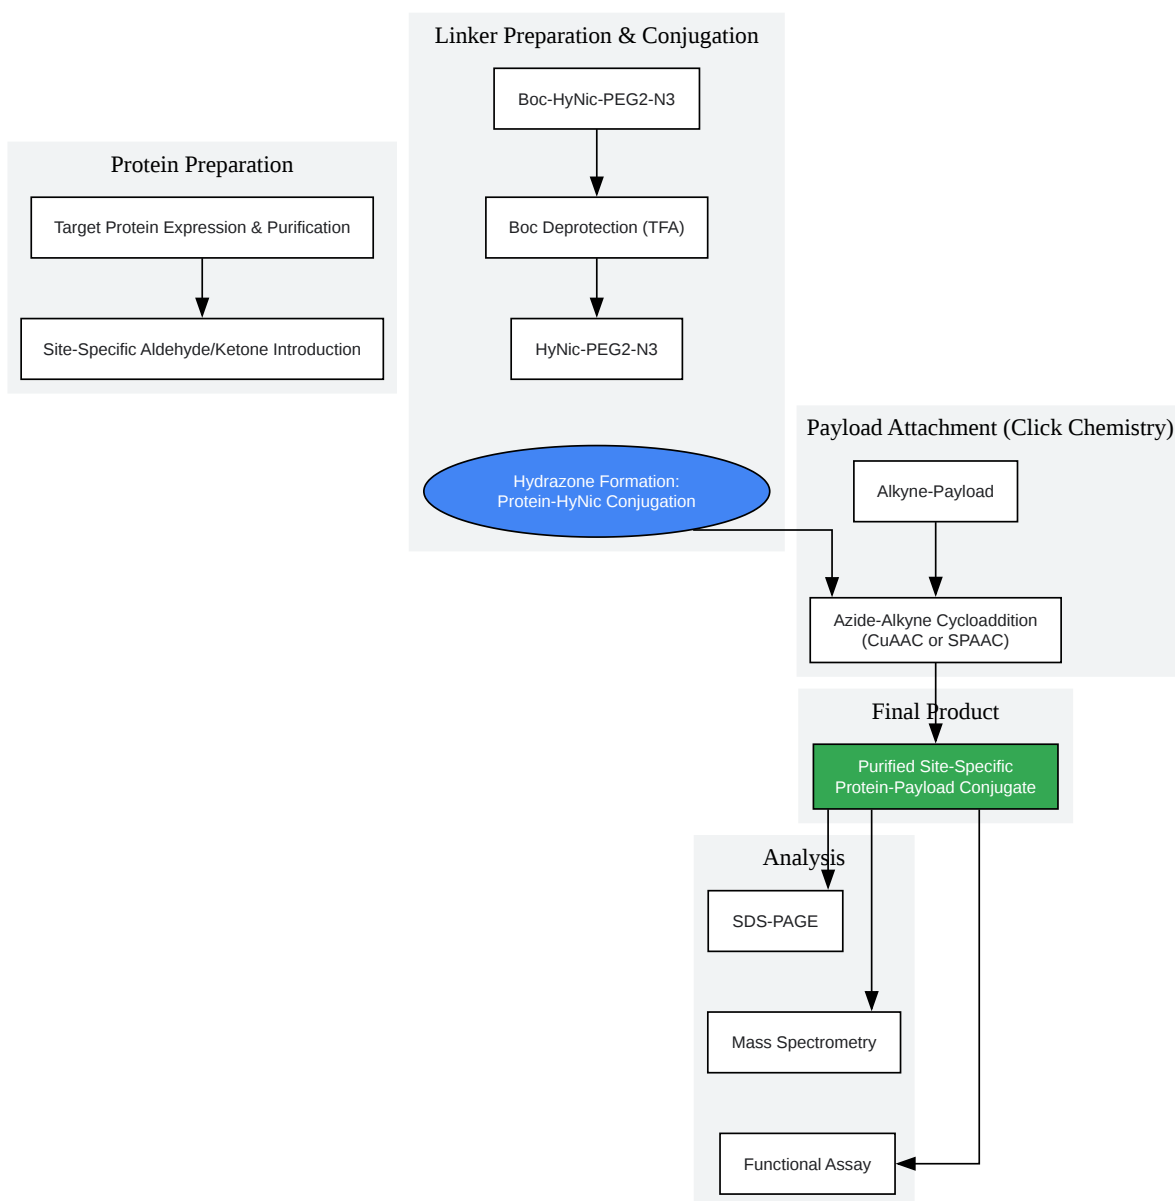 Linker Preparation & Conjugation
Boc-HyNic-PEG2-N3
Protein Preparation
Target Protein Expression & Purification
Boc Deprotection (TFA)
Site-Specific Aldehyde/Ketone Introduction
HyNic-PEG2-N3
Payload Attachment (Click Chemistry)
Hydrazone Formation:
Protein-HyNic Conjugation
Alkyne-Payload
Azide-Alkyne Cycloaddition
(CuAAC or SPAAC)
Final Product
Purified Site-Specific
Protein-Payload Conjugate
Analysis
SDS-PAGE
Mass Spectrometry
Functional Assay